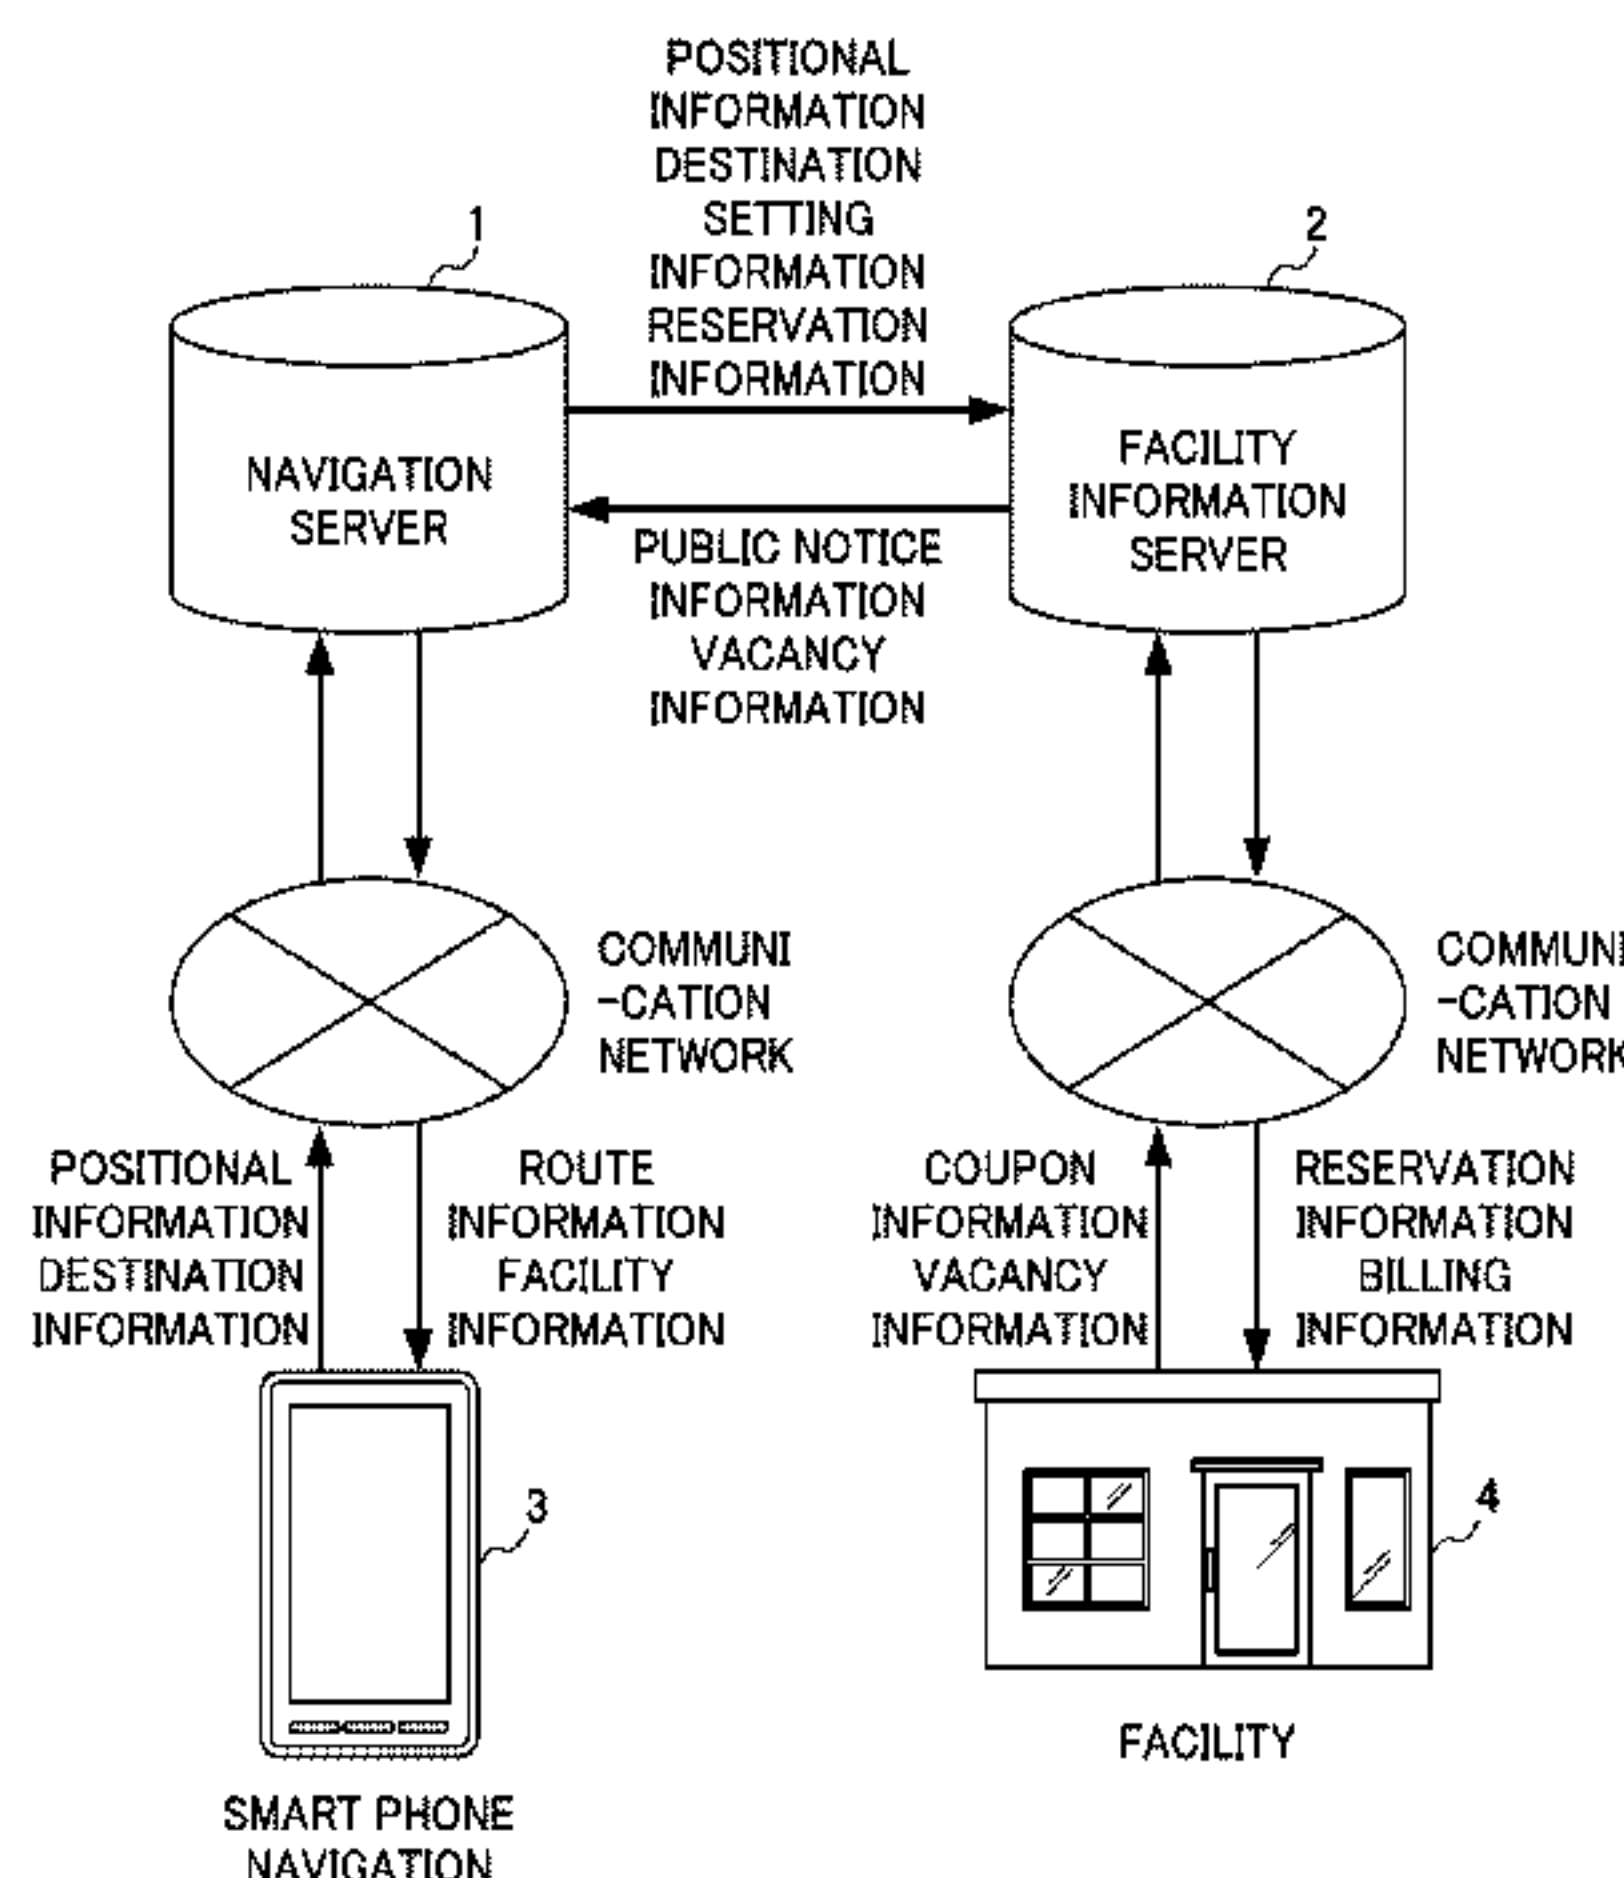 POSITIONAL
INFORMATION
DESTINATION
SETTING
INFORMATION
RESERVATION
INFORMATION
1
2
NAVIGATION
SERVER
FACILITY
INFORMATION
SERVER
PUBLIC NOTICE
INFORMATION
VACANCY
INFORMATION
COMMUNI
-CATION
NETWORK
COMMUNI
-CATION
NETWORK
POSITIONAL
INFORMATION
DESTINATION
INFORMATION
ROUTE
INFORMATION
FACILITY
INFORMATION
COUPON
INFORMATION
VACANCY
INFORMATION
RESERVATION
INFORMATION
BILLING
INFORMATION
3
4
FACILITY
SMART PHONE
NAVIGATION